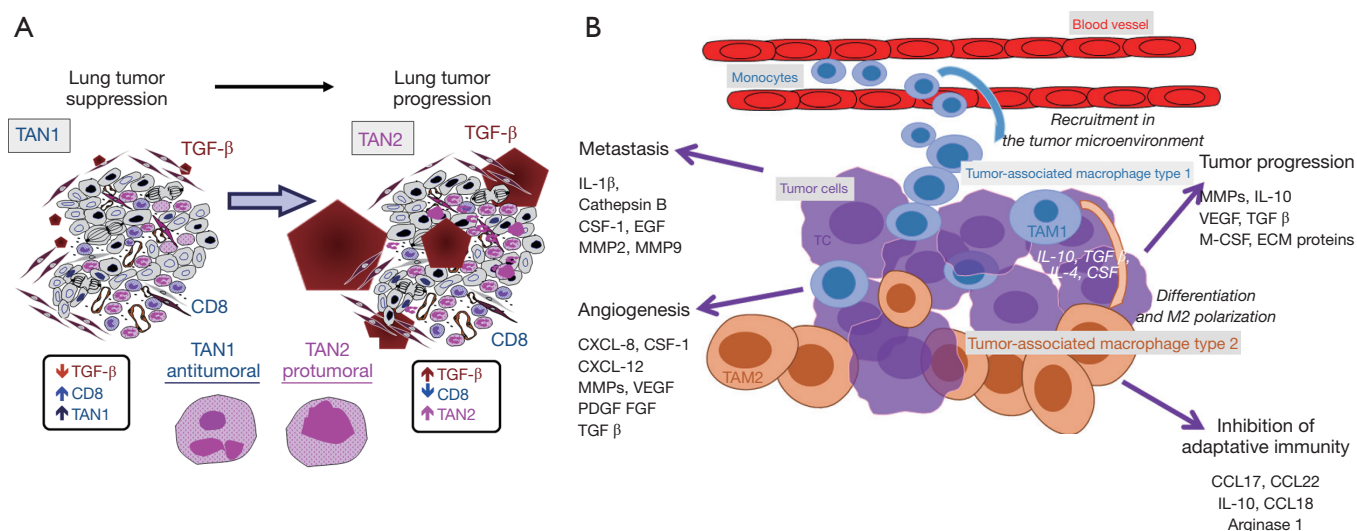 A
Lung tumor
suppression
Lung tumor
progression
TAN1
TGF-β
TAN2
TGF-β
CD8
CD8
↓ TGF-β
↑ CD8
↑ TAN1
TAN1
antitumoral
TAN2
protumoral
↑ TGF-β
↓ CD8
↑ TAN2
B
Blood vessel
Monocytes
Recruitment in
the tumor microenvironment
Metastasis
IL-1β,
Cathepsin B
CSF-1, EGF
MMP2, MMP9
Tumor cells
Tumor-associated macrophage type 1
Tumor progression
MMPs, IL-10
VEGF, TGF β
M-CSF, ECM proteins
TC
TAM1
IL-10, TGF β,
IL-4, CSF
Angiogenesis
CXCL-8, CSF-1
CXCL-12
MMPs, VEGF
PDGF FGF
TGF β
Differentiation
and M2 polarization
Tumor-associated macrophage type 2
TAM2
Inhibition of
adaptative immunity
CCL17, CCL22
IL-10, CCL18
Arginase 1